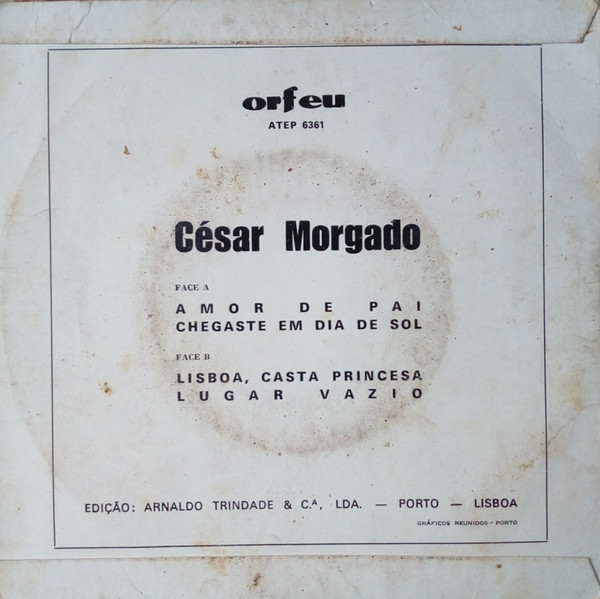 orfeu
ATEP 6361
César Morgado
FACE A
AMOR DE PAI
CHEGASTE EM DIA DE SOL
FACE B
LISBOA, CASTA PRINCESA
LUGAR VAZIO
EDIÇÃO: ARNALDO TRINDADE & C.ᴬ, LDA. — PORTO — LISBOA
GRÁFICOS REUNIDOS - PORTO